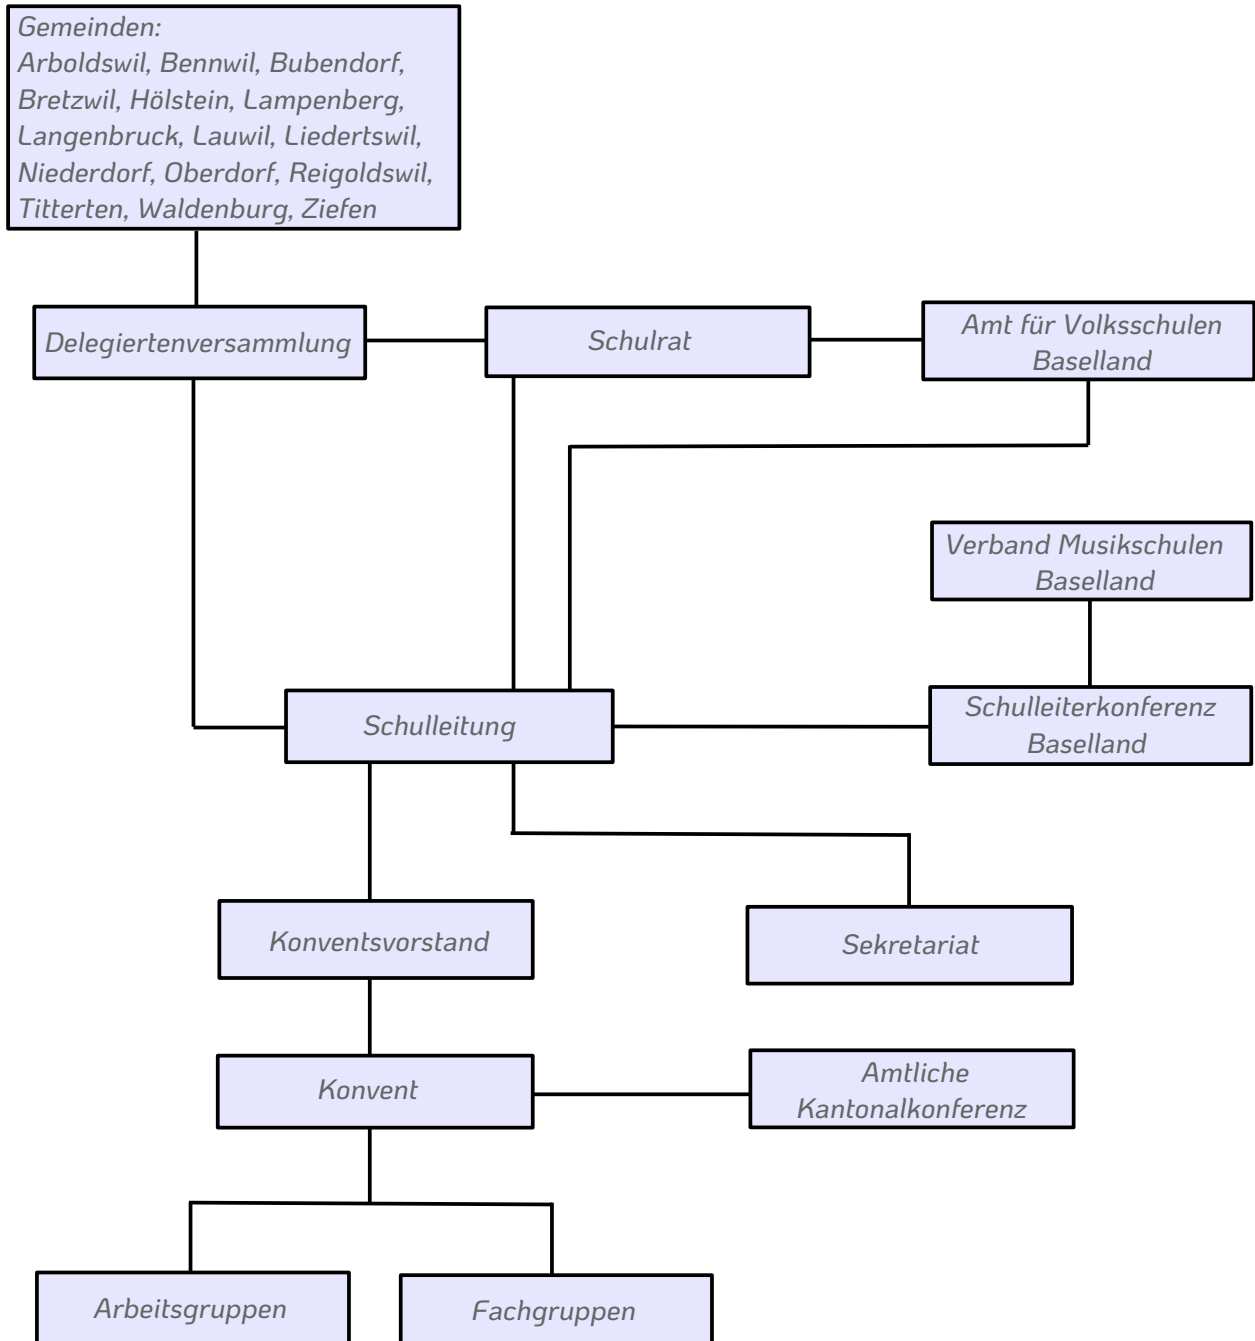 Gemeinden:
Arboldswil, Bennwil, Bubendorf,
Bretzwil, Hölstein, Lampenberg,
Langenbruck, Lauwil, Liedertswil,
Niederdorf, Oberdorf, Reigoldswil,
Titterten, Waldenburg, Ziefen
Delegiertenversammlung
Schulrat
Amt für Volksschulen
Baselland
Verband Musikschulen
Baselland
Schulleitung
Schulleiterkonferenz
Baselland
Konventsvorstand
Sekretariat
Konvent
Amtliche
Kantonalkonferenz
Arbeitsgruppen
Fachgruppen